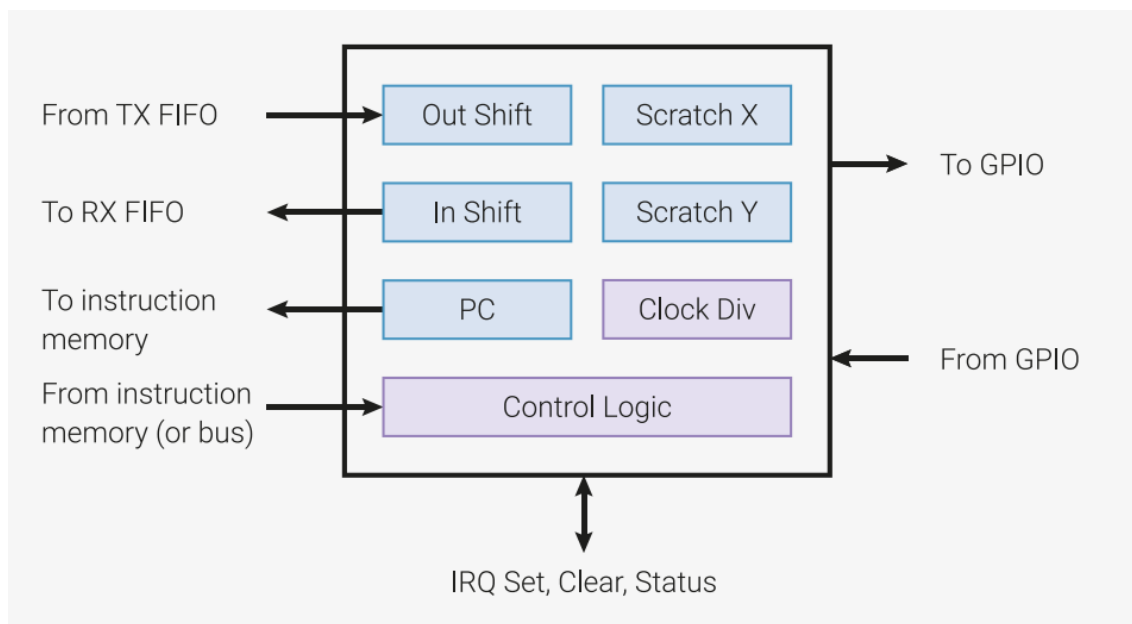 From TX FIFO
Out Shift
Scratch X
To GPIO
To RX FIFO
In Shift
Scratch Y
To instruction
memory
PC
Clock Div
From GPIO
From instruction
memory (or bus)
Control Logic
IRQ Set, Clear, Status